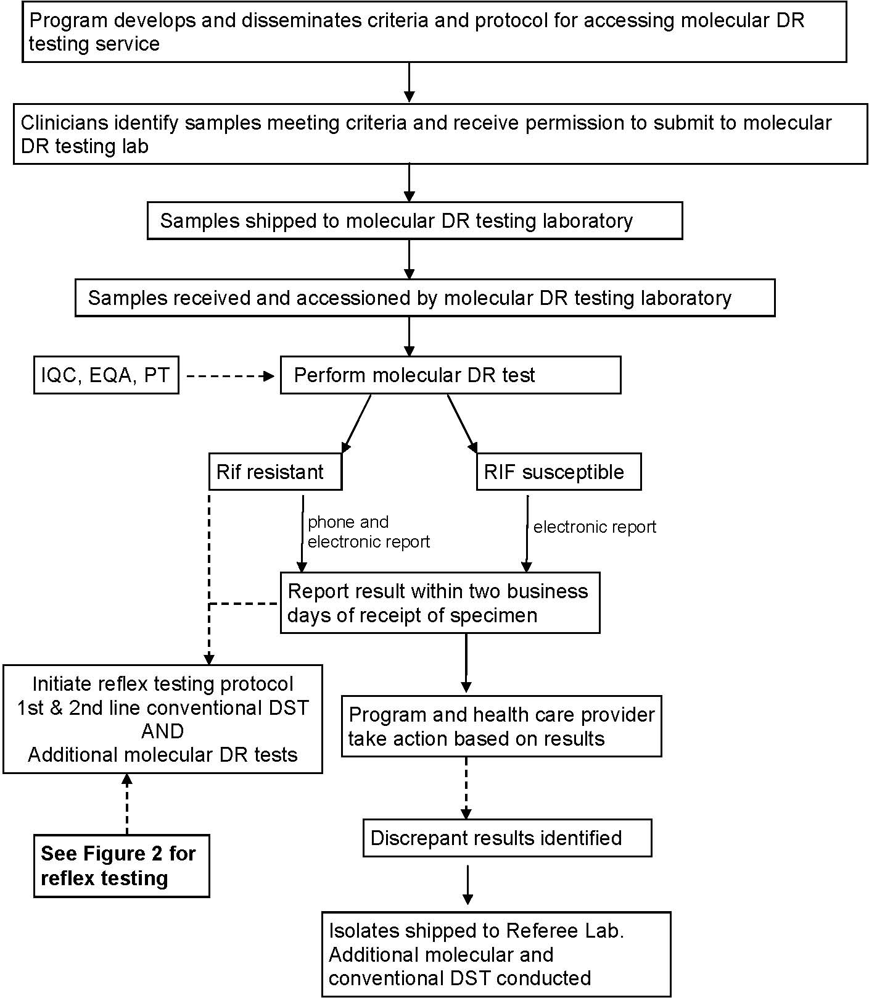 Program develops and disseminates criteria and protocol for accessing molecular DR
testing service
Clinicians identify samples meeting criteria and receive permission to submit to molecular
DR testing lab
Samples shipped to molecular DR testing laboratory
Samples received and accessioned by molecular DR testing laboratory
IQC, EQA, PT
Perform molecular DR test
Rif resistant
RIF susceptible
phone and
electronic report
electronic report
Report result within two business
days of receipt of specimen
Initiate reflex testing protocol
1st & 2nd line conventional DST
AND
Additional molecular DR tests
Program and health care provider
take action based on results
Discrepant results identified
See Figure 2 for
reflex testing
Isolates shipped to Referee Lab.
Additional molecular and
conventional DST conducted